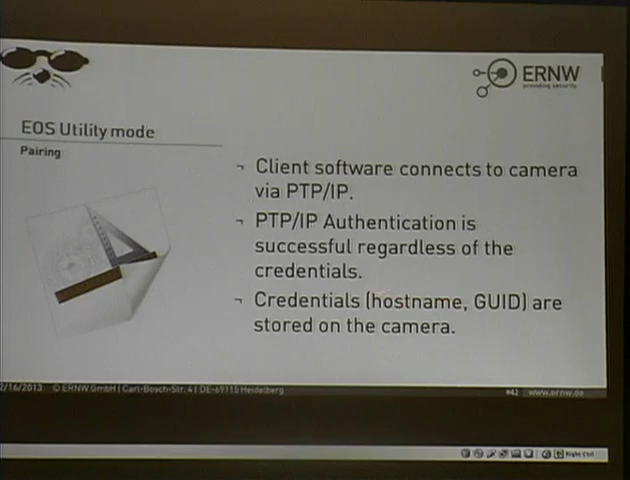 ERNW
providing security.
EOS Utility mode
Pairing
¬ Client software connects to camera
via PTP/IP.
¬ PTP/IP Authentication is
successful regardless of the
credentials.
¬ Credentials (hostname, GUID) are
stored on the camera.
2/16/2013 © ERNW GmbH | Carl-Bosch-Str. 4 | DE-69115 Heidelberg #42 www.ernw.de
Right Ctrl